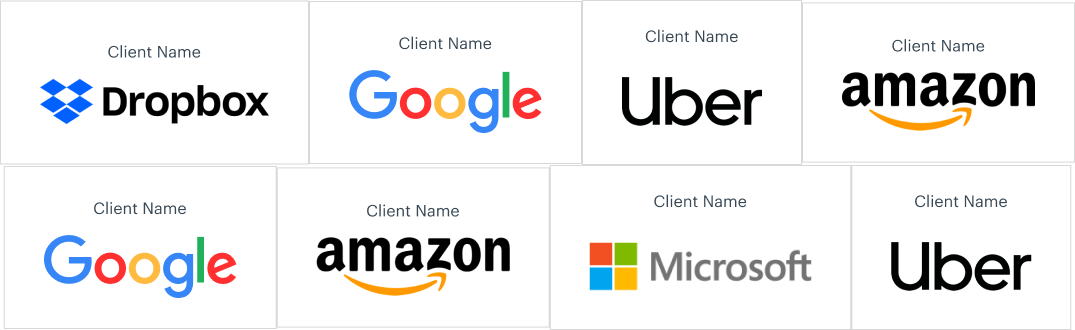 Client Name
Dropbox
Client Name
Google
Client Name
Uber
Client Name
amazon
Client Name
Google
Client Name
amazon
Client Name
Microsoft
Client Name
Uber